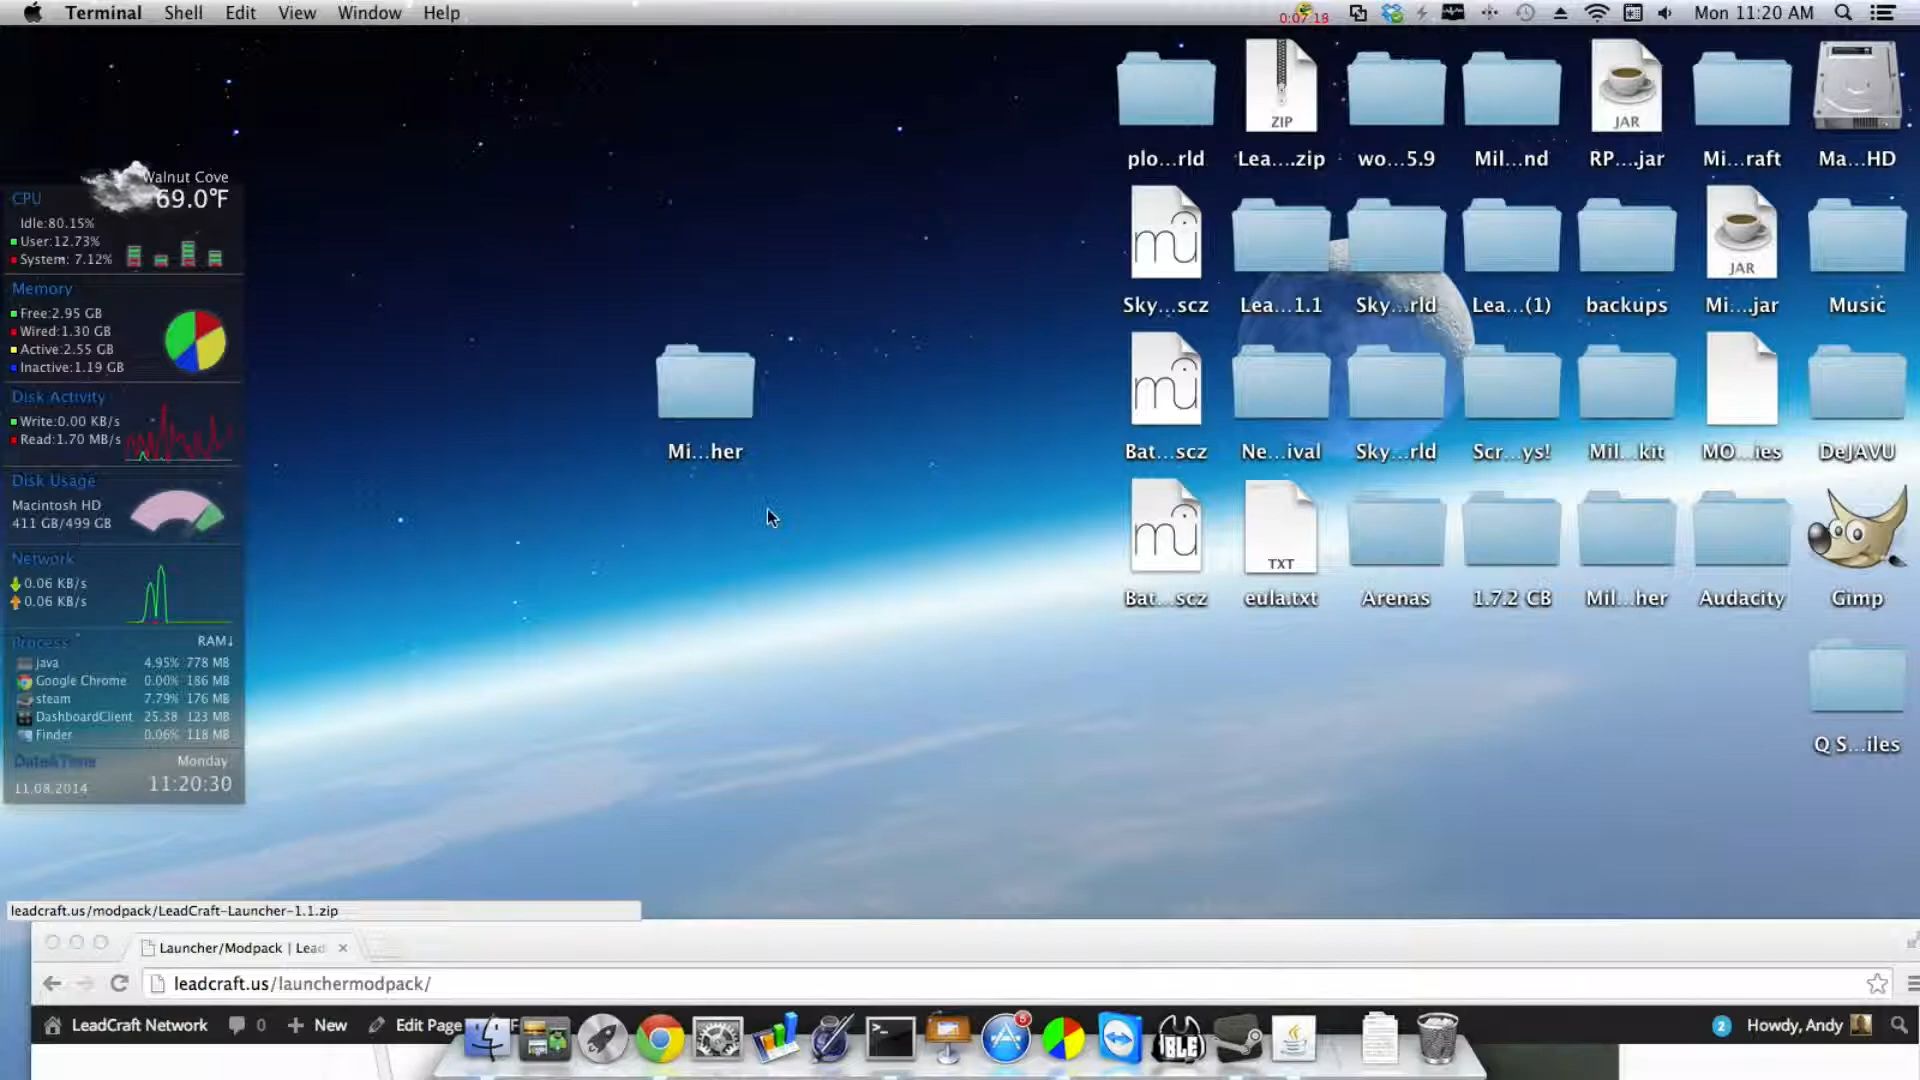 Terminal Shell Edit View Window Help
0:07:18
Mon 11:20 AM
plo...rld
ZIP
Lea....zip
wo...5.9
Mil...nd
JAR
RP....jar
Mi...raft
Ma...HD
Sky...scz
Lea...1.1
Sky...rld
Lea...(1)
backups
JAR
Mi....jar
Music
Bat...scz
Ne...ival
Sky...rld
Scr...ys!
Mil...kit
MO...ies
DeJAVU
Bat...scz
TXT
eula.txt
Arenas
1.7.2 CB
Mil...her
Audacity
Gimp
Q S...iles
Mi...her
Walnut Cove
69.0°F
CPU
Idle:80.15%
User:12.73%
System: 7.12%
Memory
Free:2.95 GB
Wired:1.30 GB
Active:2.55 GB
Inactive:1.19 GB
Disk Activity
Write:0.00 KB/s
Read:1.70 MB/s
Disk Usage
Macintosh HD
411 GB/499 GB
Network
0.06 KB/s
0.06 KB/s
Process RAM↓
java 4.95% 778 MB
Google Chrome 0.00% 186 MB
steam 7.79% 176 MB
DashboardClient 25.38 123 MB
Finder 0.06% 118 MB
Date&Time Monday
11.08.2014 11:20:30
leadcraft.us/modpack/LeadCraft-Launcher-1.1.zip
Launcher/Modpack | Lead
leadcraft.us/launchermodpack/
LeadCraft Network 0 New Edit Page
5
IBLE
2 Howdy, Andy